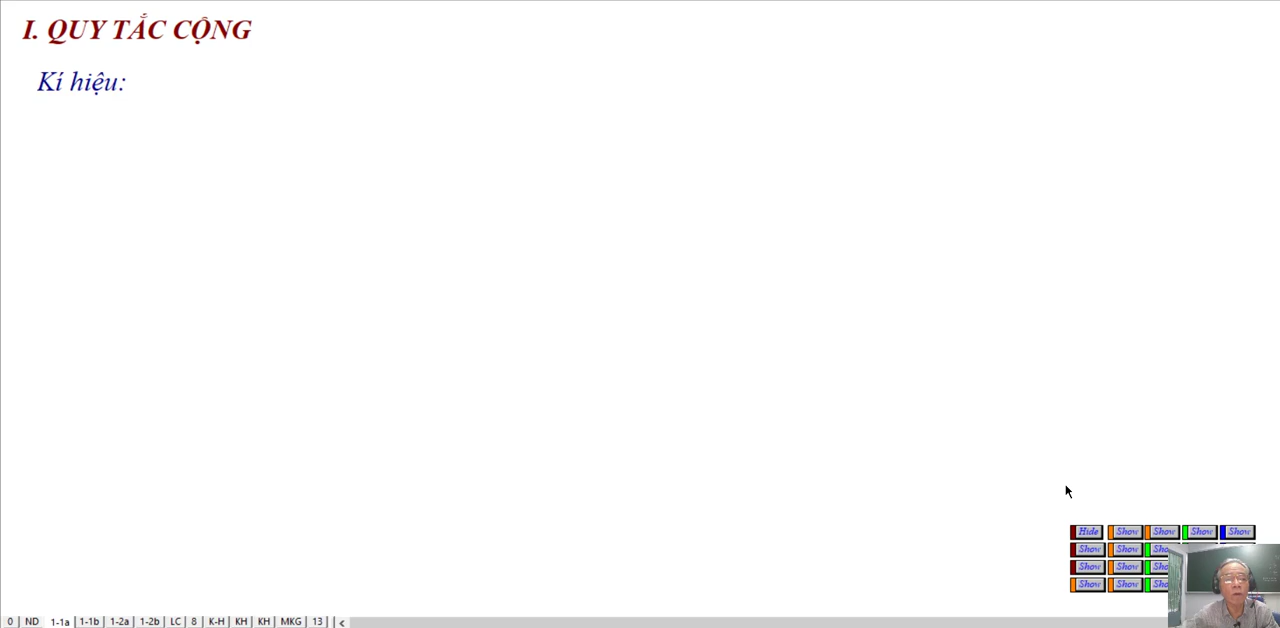 I. QUY TẮC CỘNG
Kí hiệu:
Hide Show Show Show Show
Show Show
Show Show
Show Show
0 ND 1-1a 1-1b 1-2a 1-2b LC 8 K-H KH KH MKG 13 <